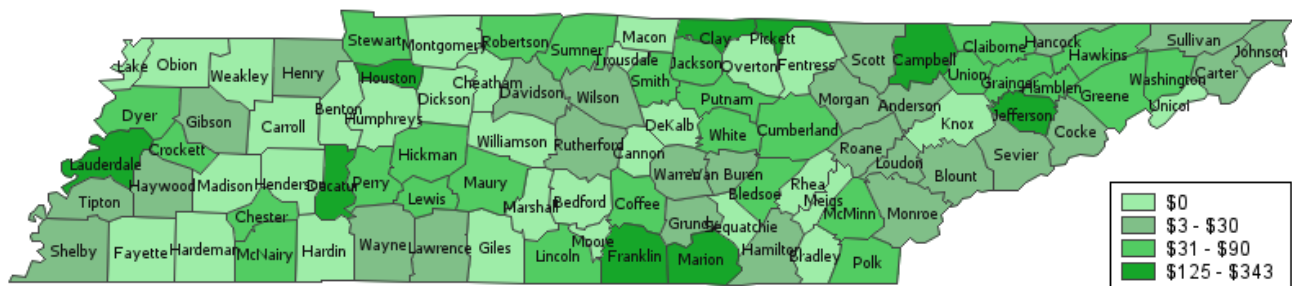 Stewart
Montgomery
Robertson
Sumner
Macon
Clay
Pickett
Claiborne
Hancock
Hawkins
Sullivan
Johnson
Lake
Obion
Weakley
Henry
Houston
Cheatham
Trousdale
Jackson
Overton
Fentress
Scott
Campbell
Union
Grainger
Hamblen
Washington
Carter
Unicol
Greene
Dyer
Gibson
Carroll
Benton
Humphreys
Dickson
Davidson
Wilson
Smith
Putnam
Morgan
Anderson
Knox
Jefferson
Cocke
Lauderdale
Crockett
Haywood
Madison
Henderson
Decatur
Perry
Hickman
Williamson
Rutherford
Cannon
DeKalb
White
Cumberland
Roane
Loudon
Blount
Sevier
Tipton
Chester
Lewis
Maury
Marshall
Bedford
Coffee
Warren
Van Buren
Bledsoe
Rhea
Meigs
McMinn
Monroe
Shelby
Fayette
Hardeman
McNairy
Hardin
Wayne
Lawrence
Giles
Lincoln
Moore
Franklin
Grundy
Marion
Sequatchie
Hamilton
Bradley
Polk
$0
$3 - $30
$31 - $90
$125 - $343